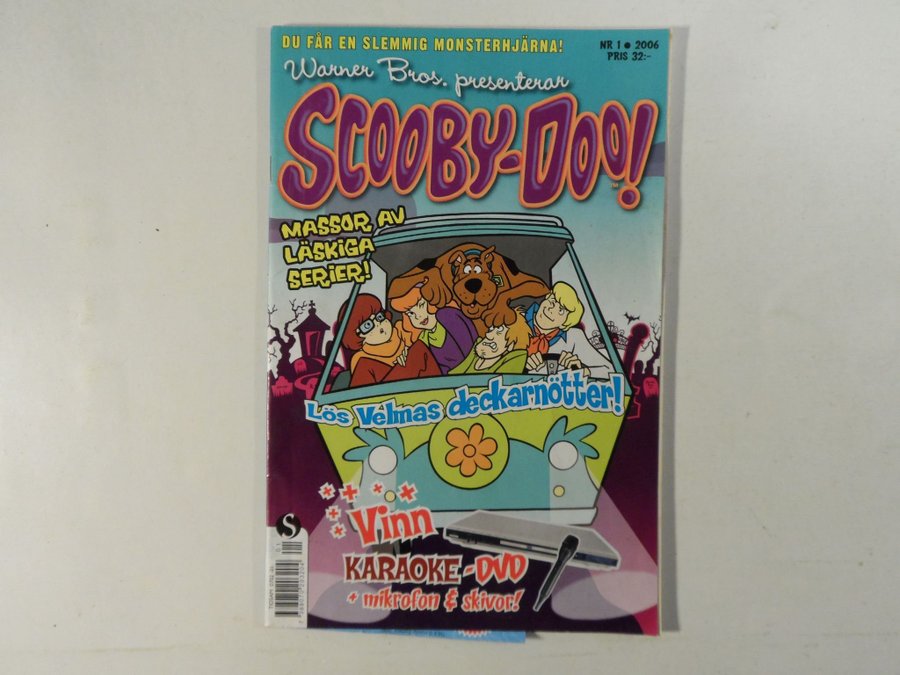 DU FÅR EN SLEMMIG MONSTERHJÄRNA!
NR 1 • 2006
PRIS 32:-
Warner Bros. presenterar
SCOOBY-DOO!
TM
MASSOR AV
LÄSKIGA
SERIER!
Lös Velmas deckarnötter!
S
Vinn
KARAOKE-DVD
+ mikrofon & skivor!